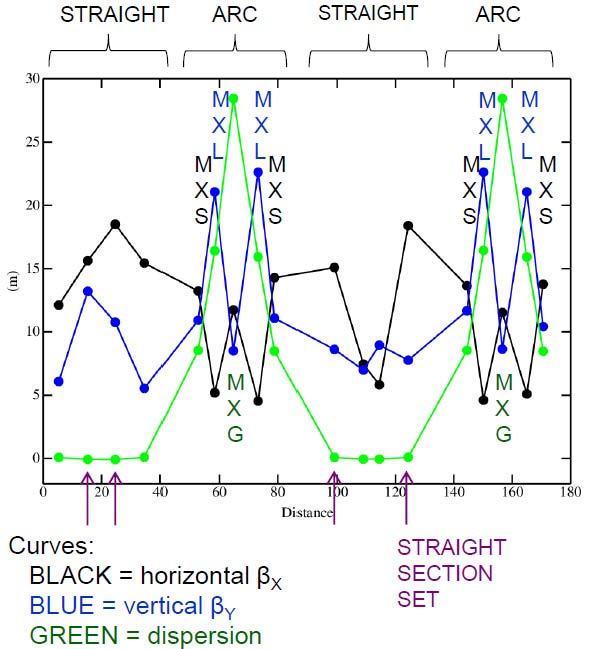 STRAIGHT ARC STRAIGHT ARC
30
25
20
15
10
5
0
(m)
M X S
M X L
M X L
M X S
M X G
M X S
M X L
M X L
M X S
M X G
0 20 40 60 80 100 120 140 160 180
Distance
Curves:
BLACK = horizontal βX
BLUE = vertical βY
GREEN = dispersion
STRAIGHT
SECTION
SET